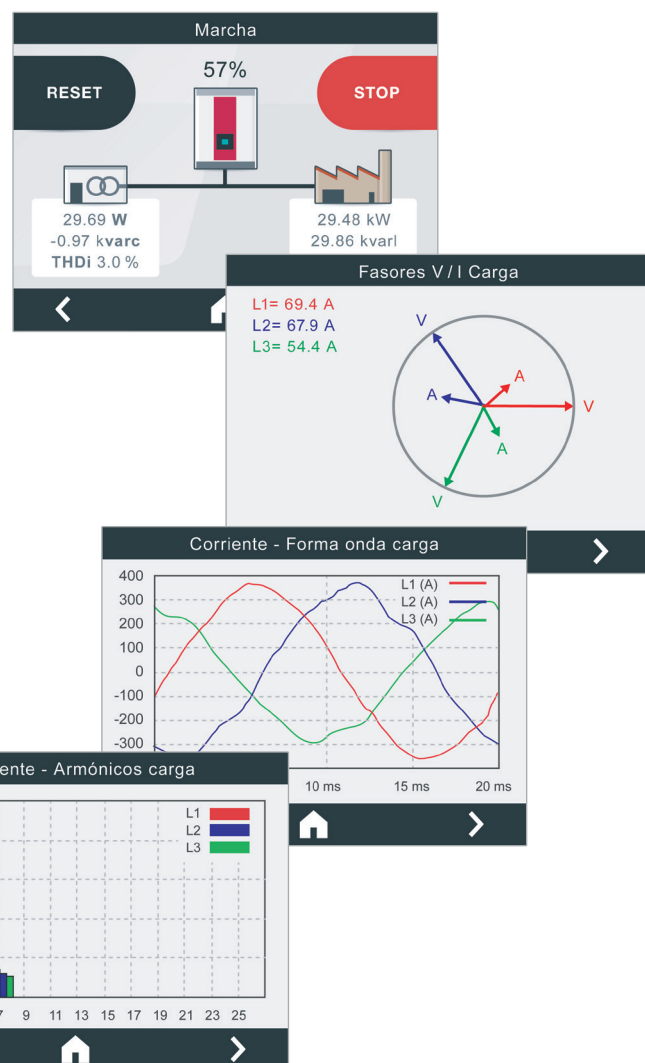 Marcha
57%
RESET
STOP
29.69 W
-0.97 kvarc
THDi 3.0 %
29.48 kW
29.86 kvarl
Fasores V / I Carga
L1= 69.4 A
L2= 67.9 A
L3= 54.4 A
V
A
A
V
A
V
Corriente - Forma onda carga
400
300
200
100
0
-100
-200
-300
L1 (A)
L2 (A)
L3 (A)
10 ms 15 ms 20 ms
ente - Armónicos carga
L1
L2
L3
7 9 11 13 15 17 19 21 23 25